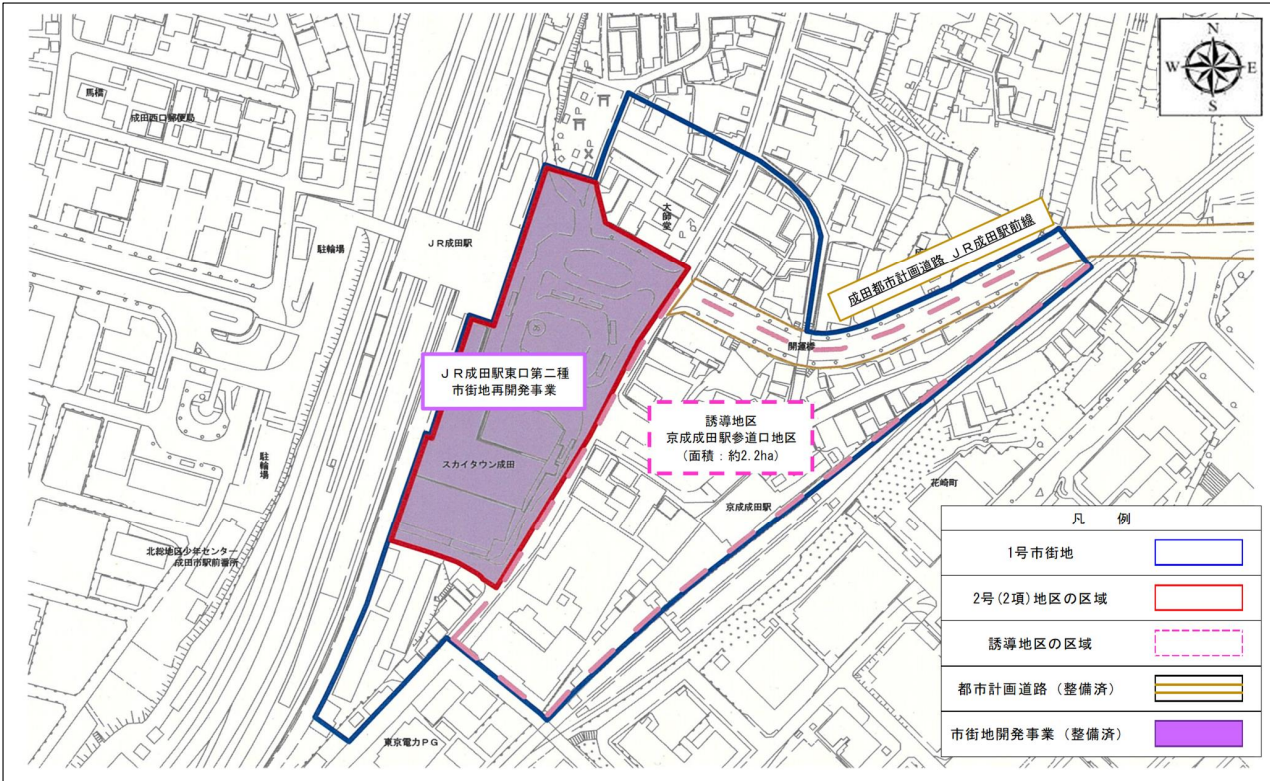 N
W E
S
馬橋
成田西口郵便局
大師堂
駐輪場
JR成田駅
成田都市計画道路 JR成田駅前線
開運橋
JR成田駅東口第二種
市街地再開発事業
誘導地区
京成成田駅参道口地区
(面積:約2.2ha)
スカイタウン成田
駐輪場
花崎町
京成成田駅
北総地区少年センター
成田市駅前番所
東京電力PG
凡 例
1号市街地
2号(2項)地区の区域
誘導地区の区域
都市計画道路(整備済)
市街地開発事業(整備済)